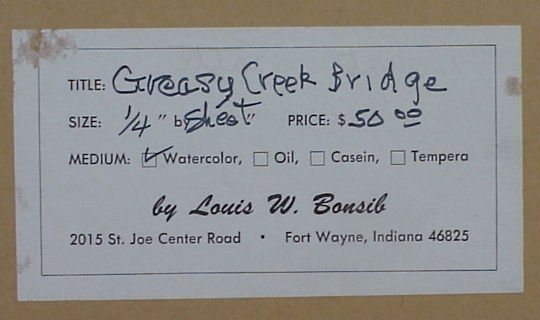 TITLE: Greasy Creek Bridge
SIZE: 1/4 " by Sheet " PRICE: $ 50 00
MEDIUM: ☑ Watercolor, ☐ Oil, ☐ Casein, ☐ Tempera
by Louis W. Bonsib
2015 St. Joe Center Road • Fort Wayne, Indiana 46825